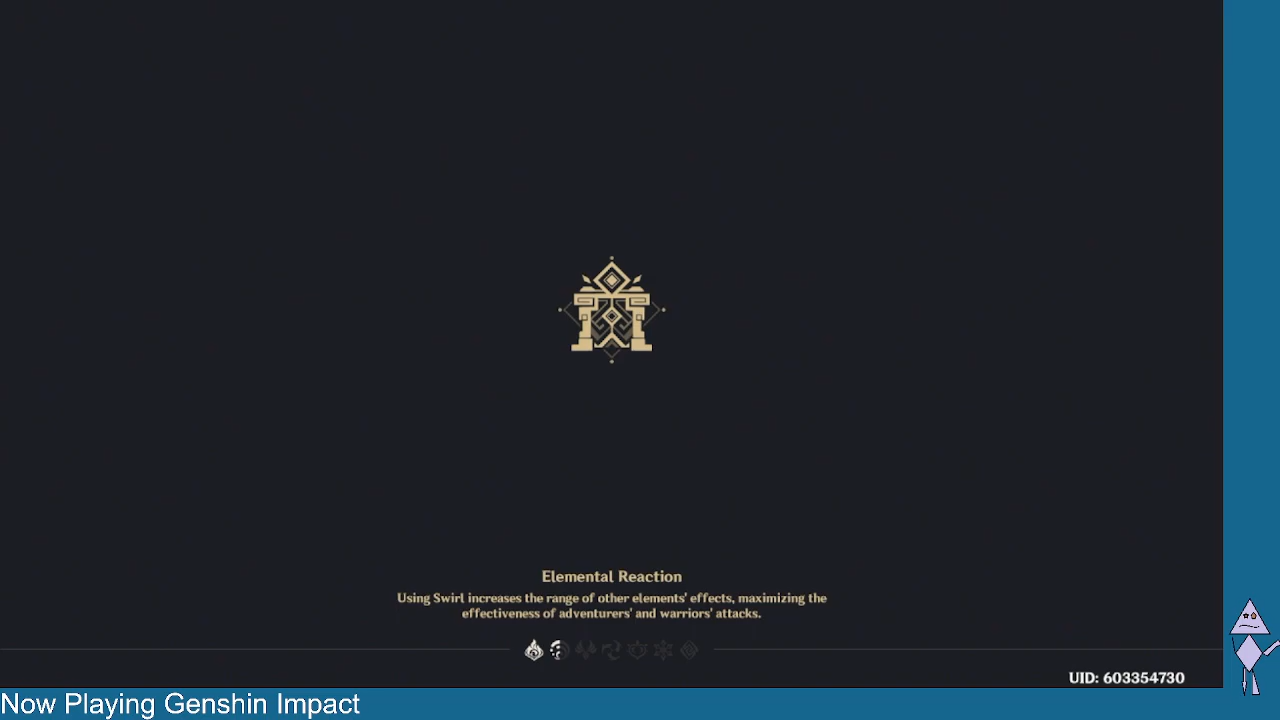 Elemental Reaction
Using Swirl increases the range of other elements' effects, maximizing the
effectiveness of adventurers' and warriors' attacks.
UID: 603354730
Now Playing Genshin Impact